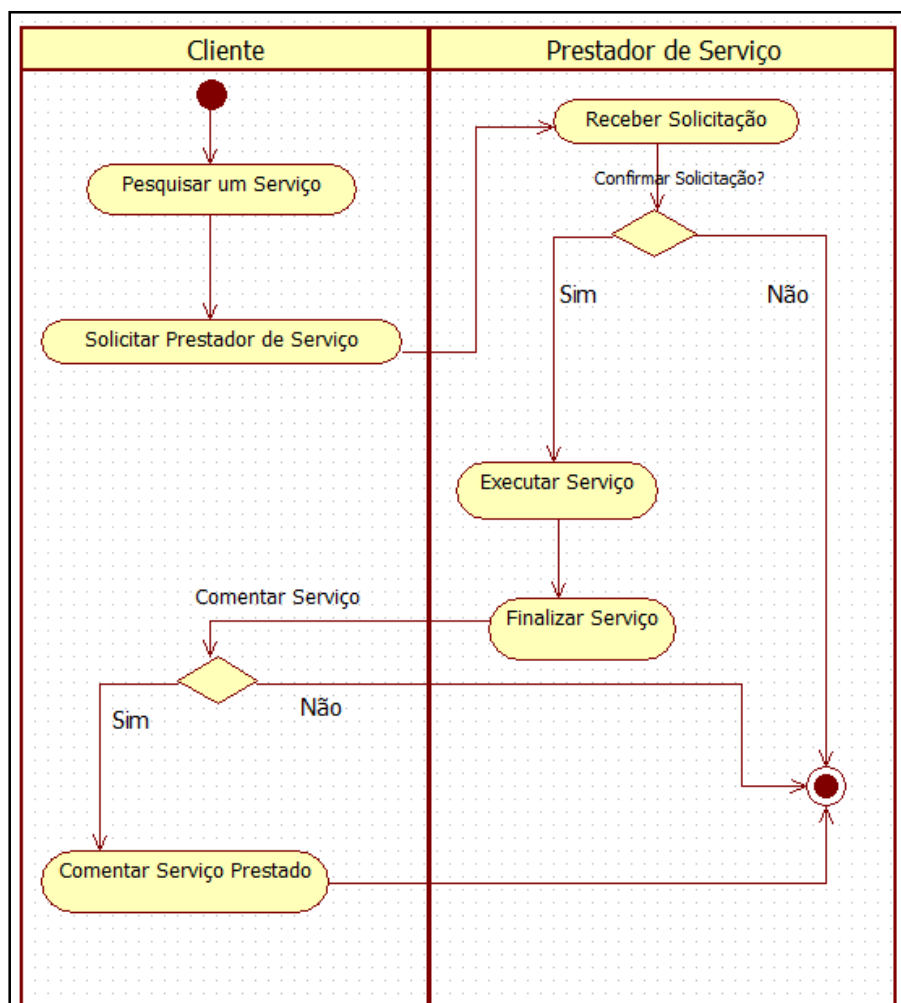 Cliente
Prestador de Serviço
Receber Solicitação
Confirmar Solicitação?
Pesquisar um Serviço
Sim
Não
Solicitar Prestador de Serviço
Executar Serviço
Comentar Serviço
Finalizar Serviço
Sim
Não
Comentar Serviço Prestado